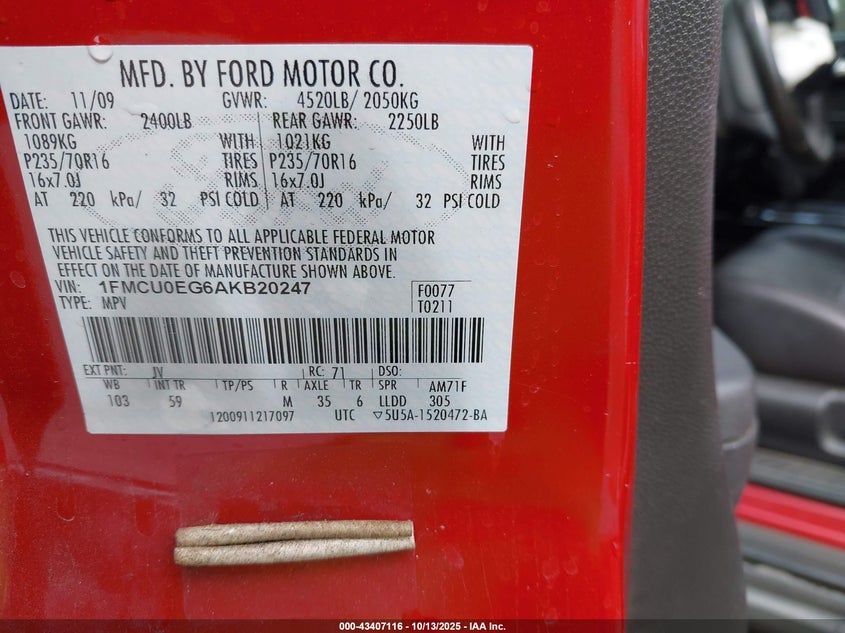 MFD. BY FORD MOTOR CO.
DATE: 11/09 GVWR: 4520LB/ 2050KG
FRONT GAWR: 2400LB REAR GAWR: 2250LB
1089KG WITH 1021KG WITH
P235/70R16 TIRES P235/70R16 TIRES
16x7.0J RIMS 16x7.0J RIMS
AT 220 kPa/ 32 PSI COLD AT 220 kPa/ 32 PSI COLD
THIS VEHICLE CONFORMS TO ALL APPLICABLE FEDERAL MOTOR
VEHICLE SAFETY AND THEFT PREVENTION STANDARDS IN
EFFECT ON THE DATE OF MANUFACTURE SHOWN ABOVE.
VIN: 1FMCU0EG6AKB20247 F0077
TYPE: MPV T0211
EXT PNT: JV RC: 71 DSO:
WB INT TR TP/PS R AXLE TR SPR AM71F
103 59 M 35 6 LLDD 305
1200911217097 UTC ▽5U5A-1520472-BA
000-43407116 - 10/13/2025 - IAA Inc.